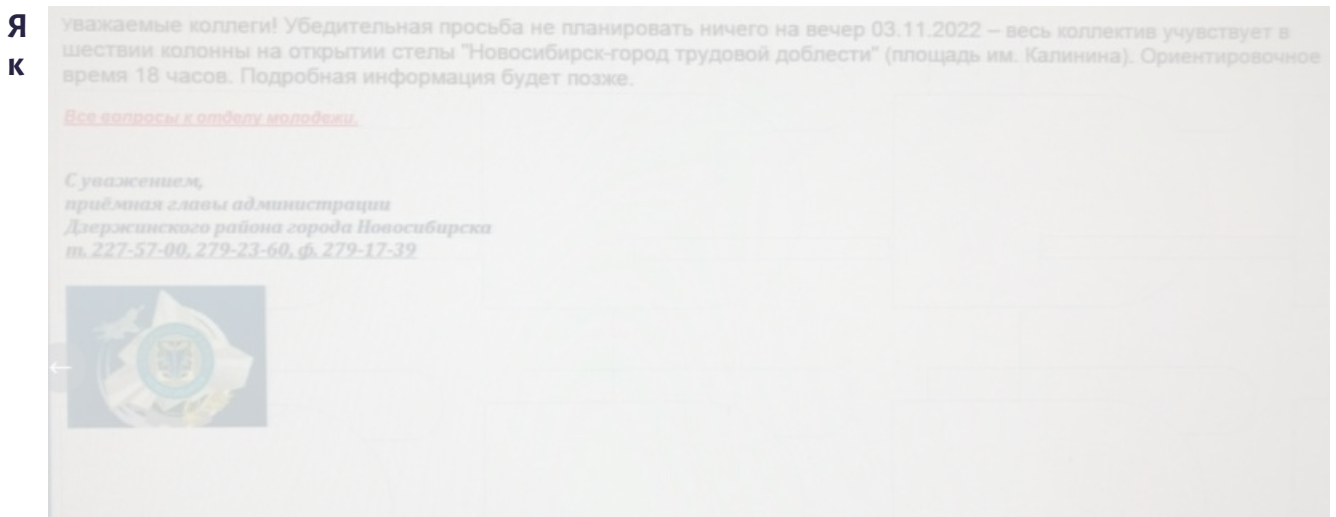 Я
к
Уважаемые коллеги! Убедительная просьба не планировать ничего на вечер 03.11.2022 – весь коллектив учувствует в
шествии колонны на открытии стелы "Новосибирск-город трудовой доблести" (площадь им. Калинина). Ориентировочное
время 18 часов. Подробная информация будет позже.
Все вопросы к отделу молодежи.
С уважением,
приёмная главы администрации
Дзержинского района города Новосибирска
т. 227-57-00, 279-23-60, ф. 279-17-39